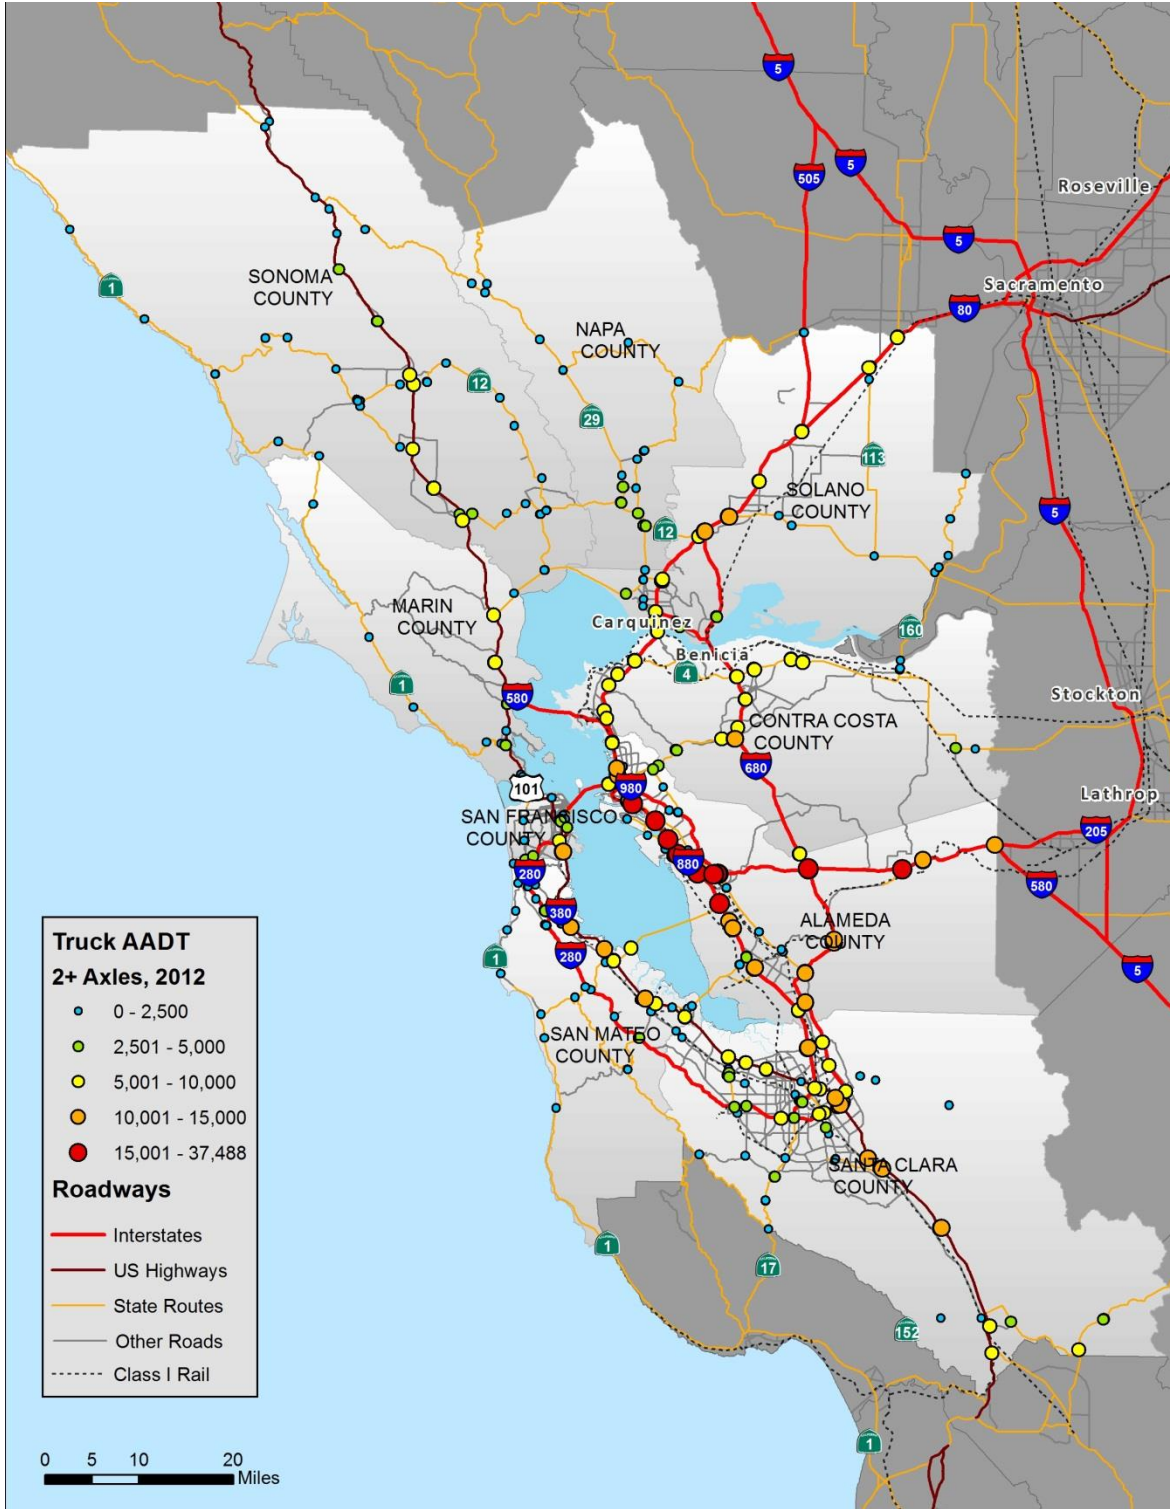 5
505
5
Roseville
5
Sacramento
80
SONOMA
COUNTY
1
NAPA
COUNTY
12
29
113
SOLANO
COUNTY
5
12
MARIN
COUNTY
Carquinez
160
Benicia
4
1
580
Stockton
CONTRA COSTA
COUNTY
680
101
980
Lathrop
SAN FRANCISCO
COUNTY
205
880
280
580
380
ALAMEDA
COUNTY
280
1
5
SAN MATEO
COUNTY
SANTA CLARA
COUNTY
1
17
152
1
Truck AADT
2+ Axles, 2012
0 - 2,500
2,501 - 5,000
5,001 - 10,000
10,001 - 15,000
15,001 - 37,488
Roadways
Interstates
US Highways
State Routes
Other Roads
Class I Rail
0 5 10 20
Miles